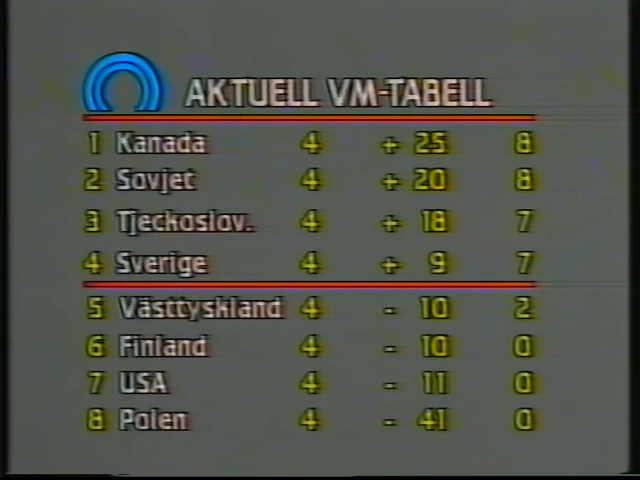 AKTUELL VM-TABELL
1 Kanada 4 + 25 8
2 Sovjet 4 + 20 8
3 Tjeckoslov. 4 + 18 7
4 Sverige 4 + 9 7
5 Västtyskland 4 - 10 2
6 Finland 4 - 10 0
7 USA 4 - 11 0
8 Polen 4 - 41 0